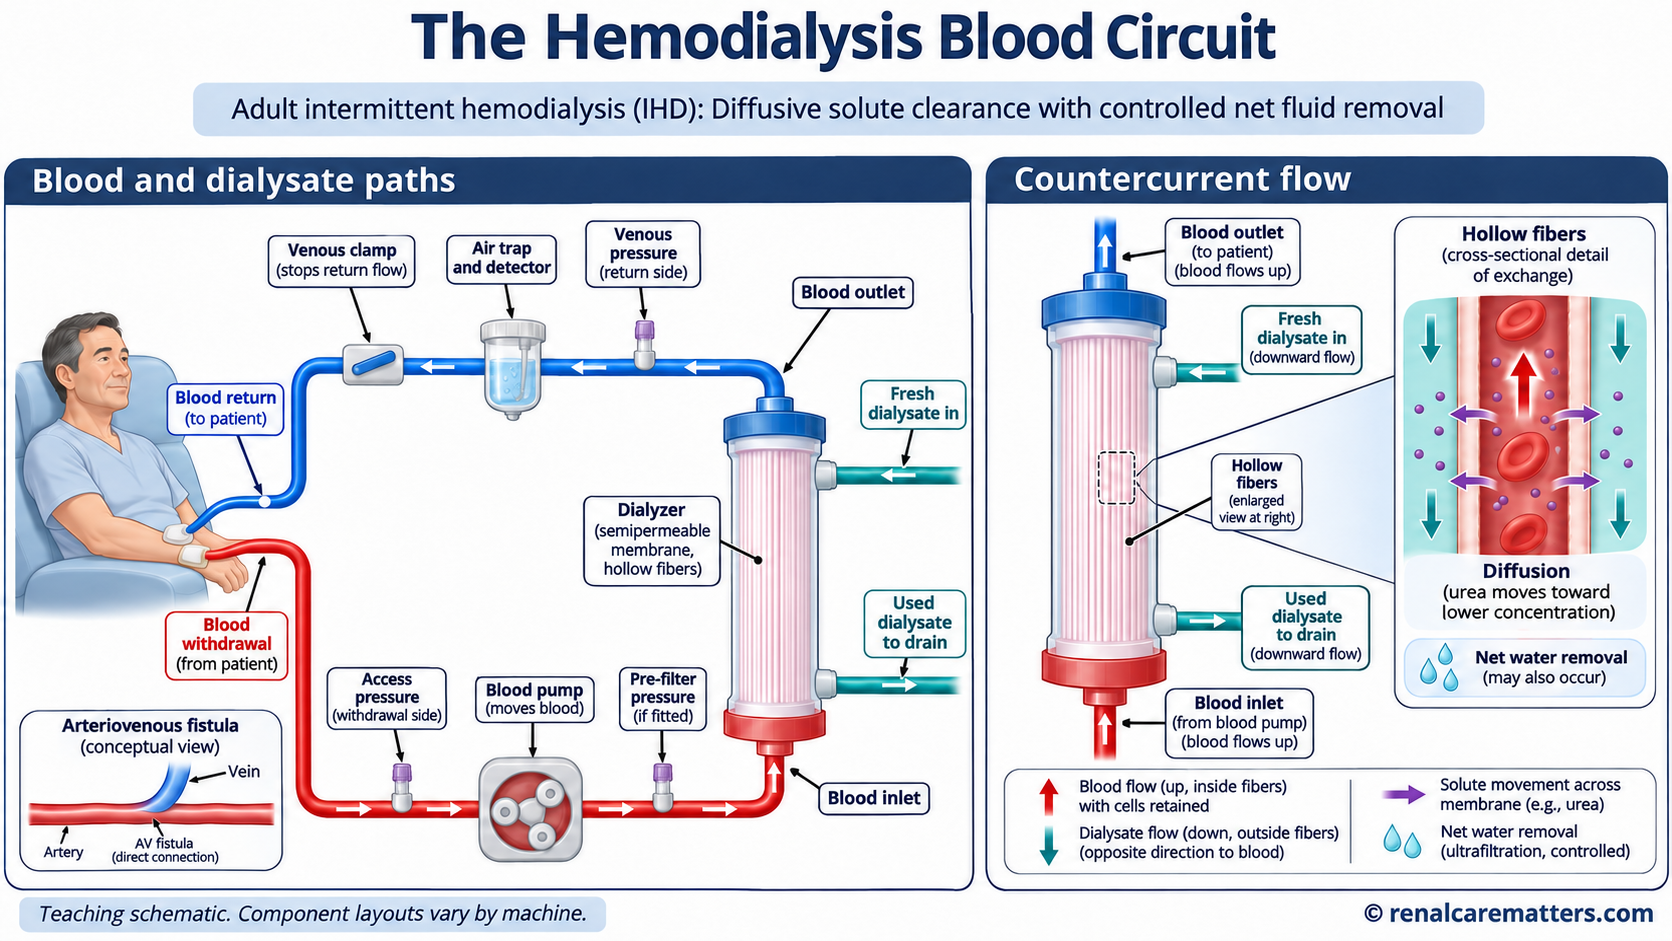 The Hemodialysis Blood Circuit
Adult intermittent hemodialysis (IHD): Diffusive solute clearance with controlled net fluid removal
Blood and dialysate paths
Venous clamp
(stops return flow)
Air trap
and detector
Venous
pressure
(return side)
Blood outlet
Blood return
(to patient)
Fresh
dialysate in
Dialyzer
(semipermeable
membrane,
hollow fibers)
Used
dialysate
to drain
Blood
withdrawal
(from patient)
Access
pressure
(withdrawal side)
Blood pump
(moves blood)
Pre-filter
pressure
(if fitted)
Blood inlet
Arteriovenous fistula
(conceptual view)
Vein
Artery
AV fistula
(direct connection)
Countercurrent flow
Blood outlet
(to patient)
(blood flows up)
Fresh
dialysate in
(downward flow)
Hollow
fibers
(enlarged
view at right)
Used
dialysate
to drain
(downward flow)
Blood inlet
(from blood pump)
(blood flows up)
Hollow fibers
(cross-sectional detail
of exchange)
Diffusion
(urea moves toward
lower concentration)
Net water removal
(may also occur)
Blood flow (up, inside fibers)
with cells retained
Dialysate flow (down, outside fibers)
(opposite direction to blood)
Solute movement across
membrane (e.g., urea)
Net water removal
(ultrafiltration, controlled)
Teaching schematic. Component layouts vary by machine.
© renalcarematters.com